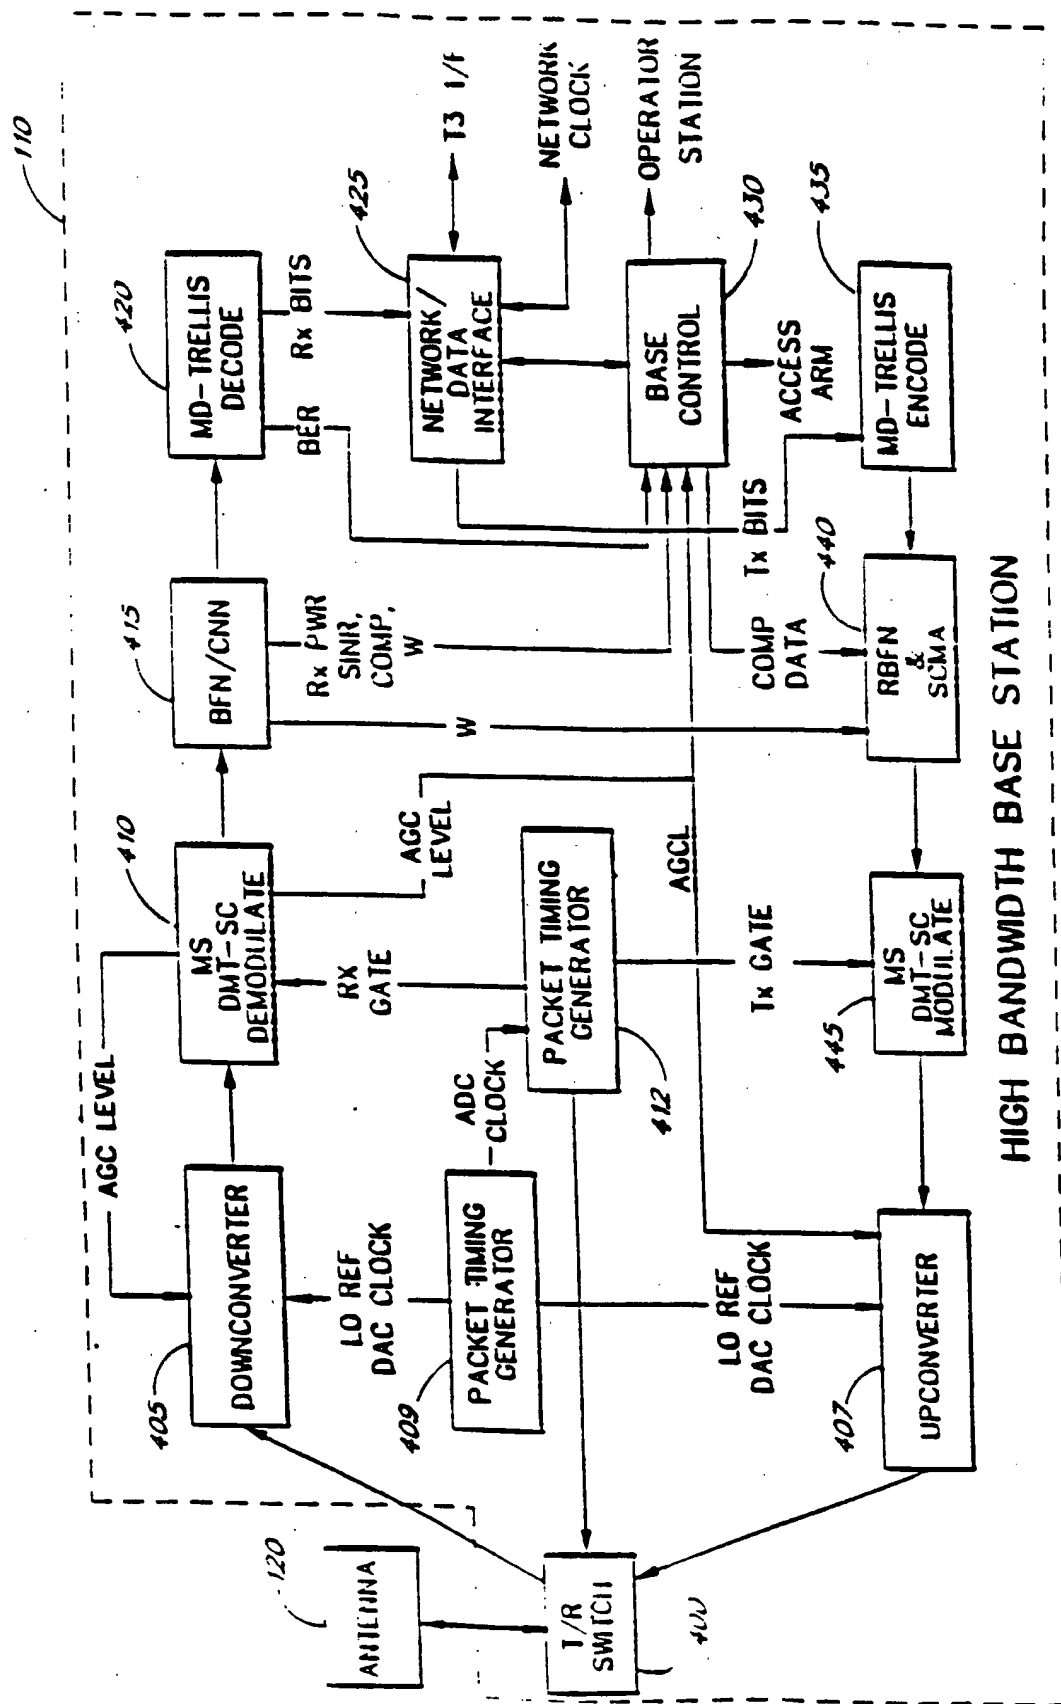 110
120
ANTENNA
T/R
SWITCH
400
405
DOWNCONVERTER
AGC LEVEL
410
MS
DMT-SC
DEMODULATE
415
BFN/CNN
420
MD-TRELLIS
DECODE
LO REF
DAC CLOCK
RX
GATE
AGC
LEVEL
W
Rx PWR
SINR,
COMP,
W
BER
Rx BITS
409
PACKET TIMING
GENERATOR
ADC
CLOCK
PACKET TIMING
GENERATOR
412
425
NETWORK/
DATA
INTERFACE
T3 I/F
NETWORK
CLOCK
BASE
CONTROL
430
OPERATOR
STATION
AGCL
LO REF
DAC CLOCK
Tx GATE
COMP
DATA
Tx BITS
ACCESS
ARM
407
UPCONVERTER
445
MS
DMT-SC
MODULATE
440
RBFN
&
SCMA
435
MD-TRELLIS
ENCODE
HIGH BANDWIDTH BASE STATION